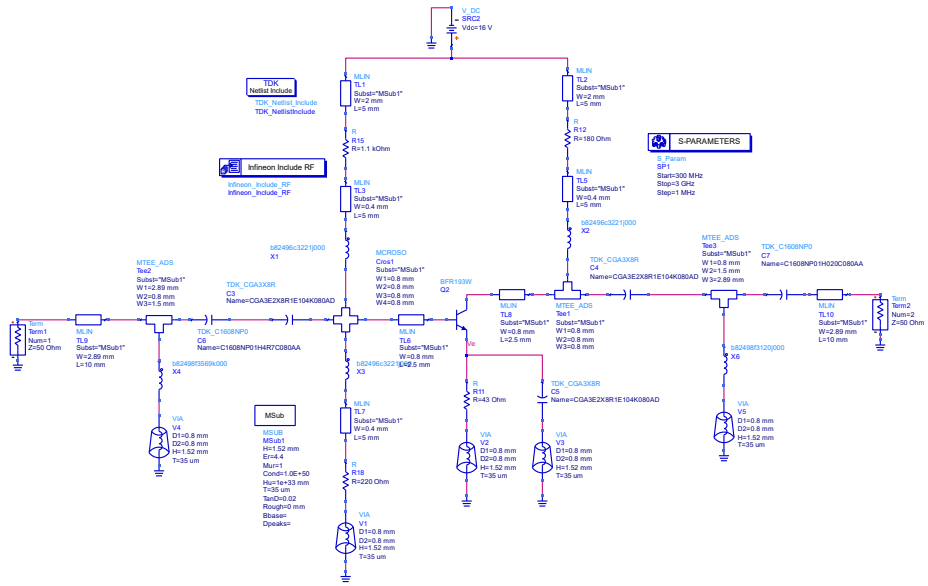 V_DC
SRC2
Vdc=16 V
MLIN
TL1
Subst="MSub1"
W=2 mm
L=5 mm
MLIN
TL2
Subst="MSub1"
W=2 mm
L=5 mm
TDK
Netlist Include
TDK_Netlist_Include
TDK_NetlistInclude
R
R15
R=1.1 kOhm
R
R12
R=180 Ohm
S-PARAMETERS
S_Param
SP1
Start=300 MHz
Stop=3 GHz
Step=1 MHz
Infineon Include RF
Infineon_Include_RF
Infineon_Include_RF
MLIN
TL3
Subst="MSub1"
W=0.4 mm
L=5 mm
MLIN
TL5
Subst="MSub1"
W=0.4 mm
L=5 mm
b82496c3221j000
X1
b82496c3221j000
X2
MTEE_ADS
Tee2
Subst="MSub1"
W1=2.89 mm
W2=0.8 mm
W3=1.5 mm
TDK_CGA3X8R
C3
Name=CGA3E2X8R1E104K080AD
MCROSO
Cros1
Subst="MSub1"
W1=0.8 mm
W2=0.8 mm
W3=0.8 mm
W4=0.8 mm
BFR193W
Q2
TDK_CGA3X8R
C4
Name=CGA3E2X8R1E104K080AD
MTEE_ADS
Tee3
Subst="MSub1"
W1=0.8 mm
W2=1.5 mm
W3=2.89 mm
TDK_C1608NP0
C7
Name=C1608NP01H020C080AA
Term
Term1
Num=1
Z=50 Ohm
MLIN
TL9
Subst="MSub1"
W=2.89 mm
L=10 mm
TDK_C1608NP0
C6
Name=C1608NP01H4R7C080AA
MLIN
TL6
Subst="MSub1"
W=0.8 mm
L=2.5 mm
MLIN
TL8
Subst="MSub1"
W=0.8 mm
L=2.5 mm
MTEE_ADS
Tee1
Subst="MSub1"
W1=0.8 mm
W2=0.8 mm
W3=0.8 mm
MLIN
TL10
Subst="MSub1"
W=2.89 mm
L=10 mm
Term
Term2
Num=2
Z=50 Ohm
Ve
b82498f3569k000
X4
X3
b82498f3120j000
X6
R
R11
R=43 Ohm
TDK_CGA3X8R
C5
Name=CGA3E2X8R1E104K080AD
MSub
MSUB
MSub1
H=1.52 mm
Er=4.4
Mur=1
Cond=1.0E+50
Hu=1e+33 mm
T=35 um
TanD=0.02
Rough=0 mm
Bbase=
Dpeaks=
MLIN
TL7
Subst="MSub1"
W=0.4 mm
L=5 mm
VIA
V4
D1=0.8 mm
D2=0.8 mm
H=1.52 mm
T=35 um
VIA
V2
D1=0.8 mm
D2=0.8 mm
H=1.52 mm
T=35 um
VIA
V3
D1=0.8 mm
D2=0.8 mm
H=1.52 mm
T=35 um
VIA
V5
D1=0.8 mm
D2=0.8 mm
H=1.52 mm
T=35 um
R
R18
R=220 Ohm
VIA
V1
D1=0.8 mm
D2=0.8 mm
H=1.52 mm
T=35 um